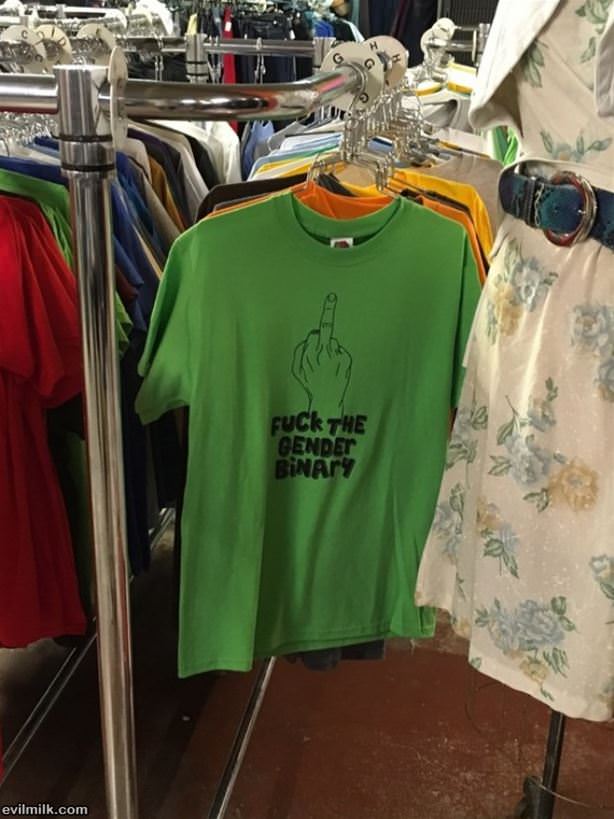 G
G
H
FUCK THE
GENDEr
BiNArY
evilmilk.com